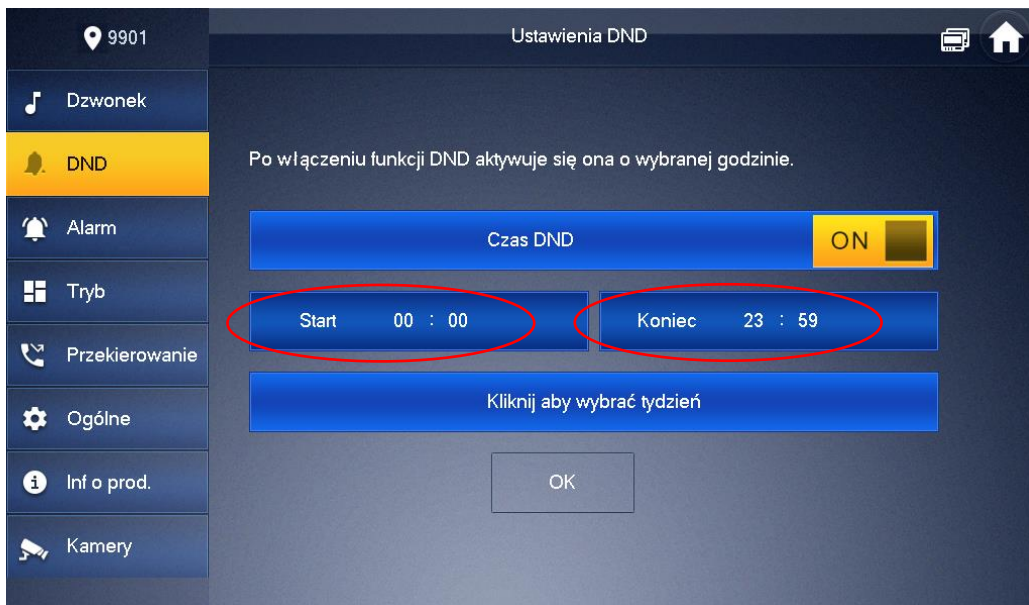 9901
Ustawienia DND
Dzwonek
DND
Alarm
Tryb
Przekierowanie
Ogólne
Inf o prod.
Kamery
Po włączeniu funkcji DND aktywuje się ona o wybranej godzinie.
Czas DND ON
Start 00 : 00 Koniec 23 : 59
Kliknij aby wybrać tydzień
OK